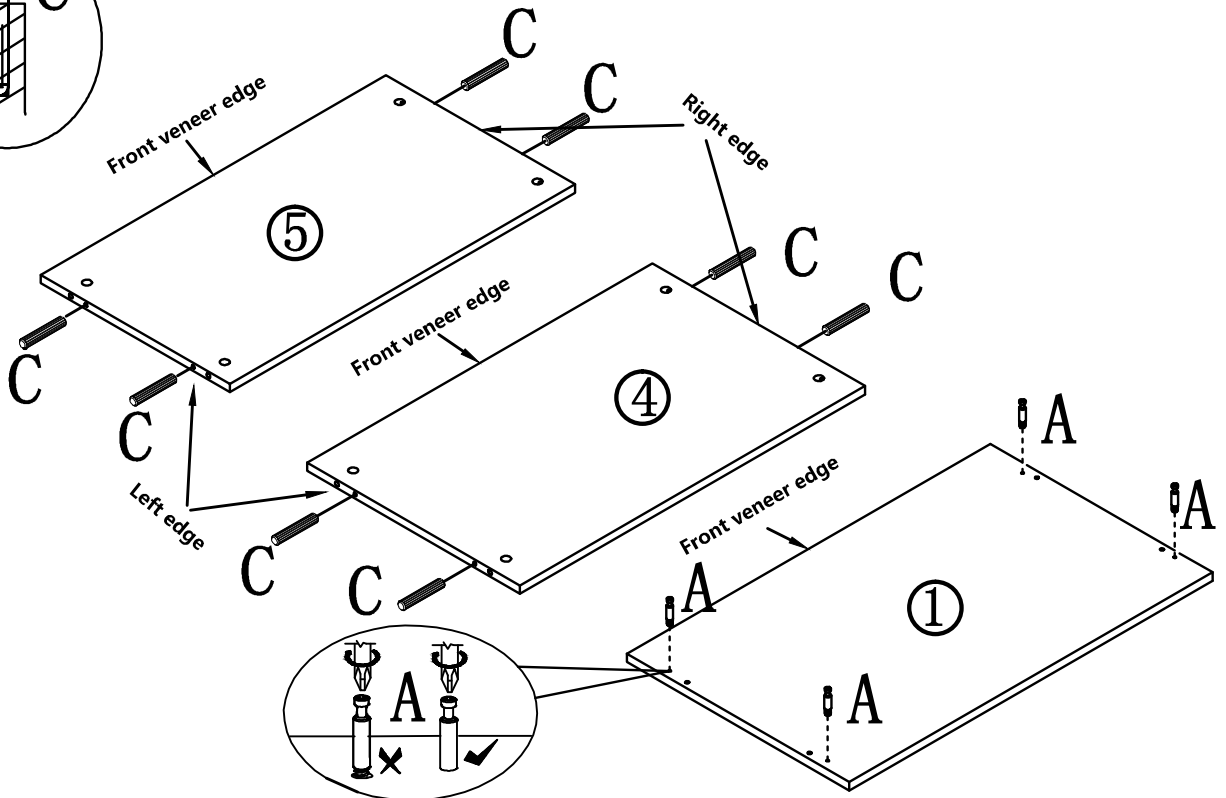 C
C
C
Front veneer edge
Right edge
⑤
C
C
Front veneer edge
C
④
C
A
Front veneer edge
A
Left edge
C
C
A
①
A
A